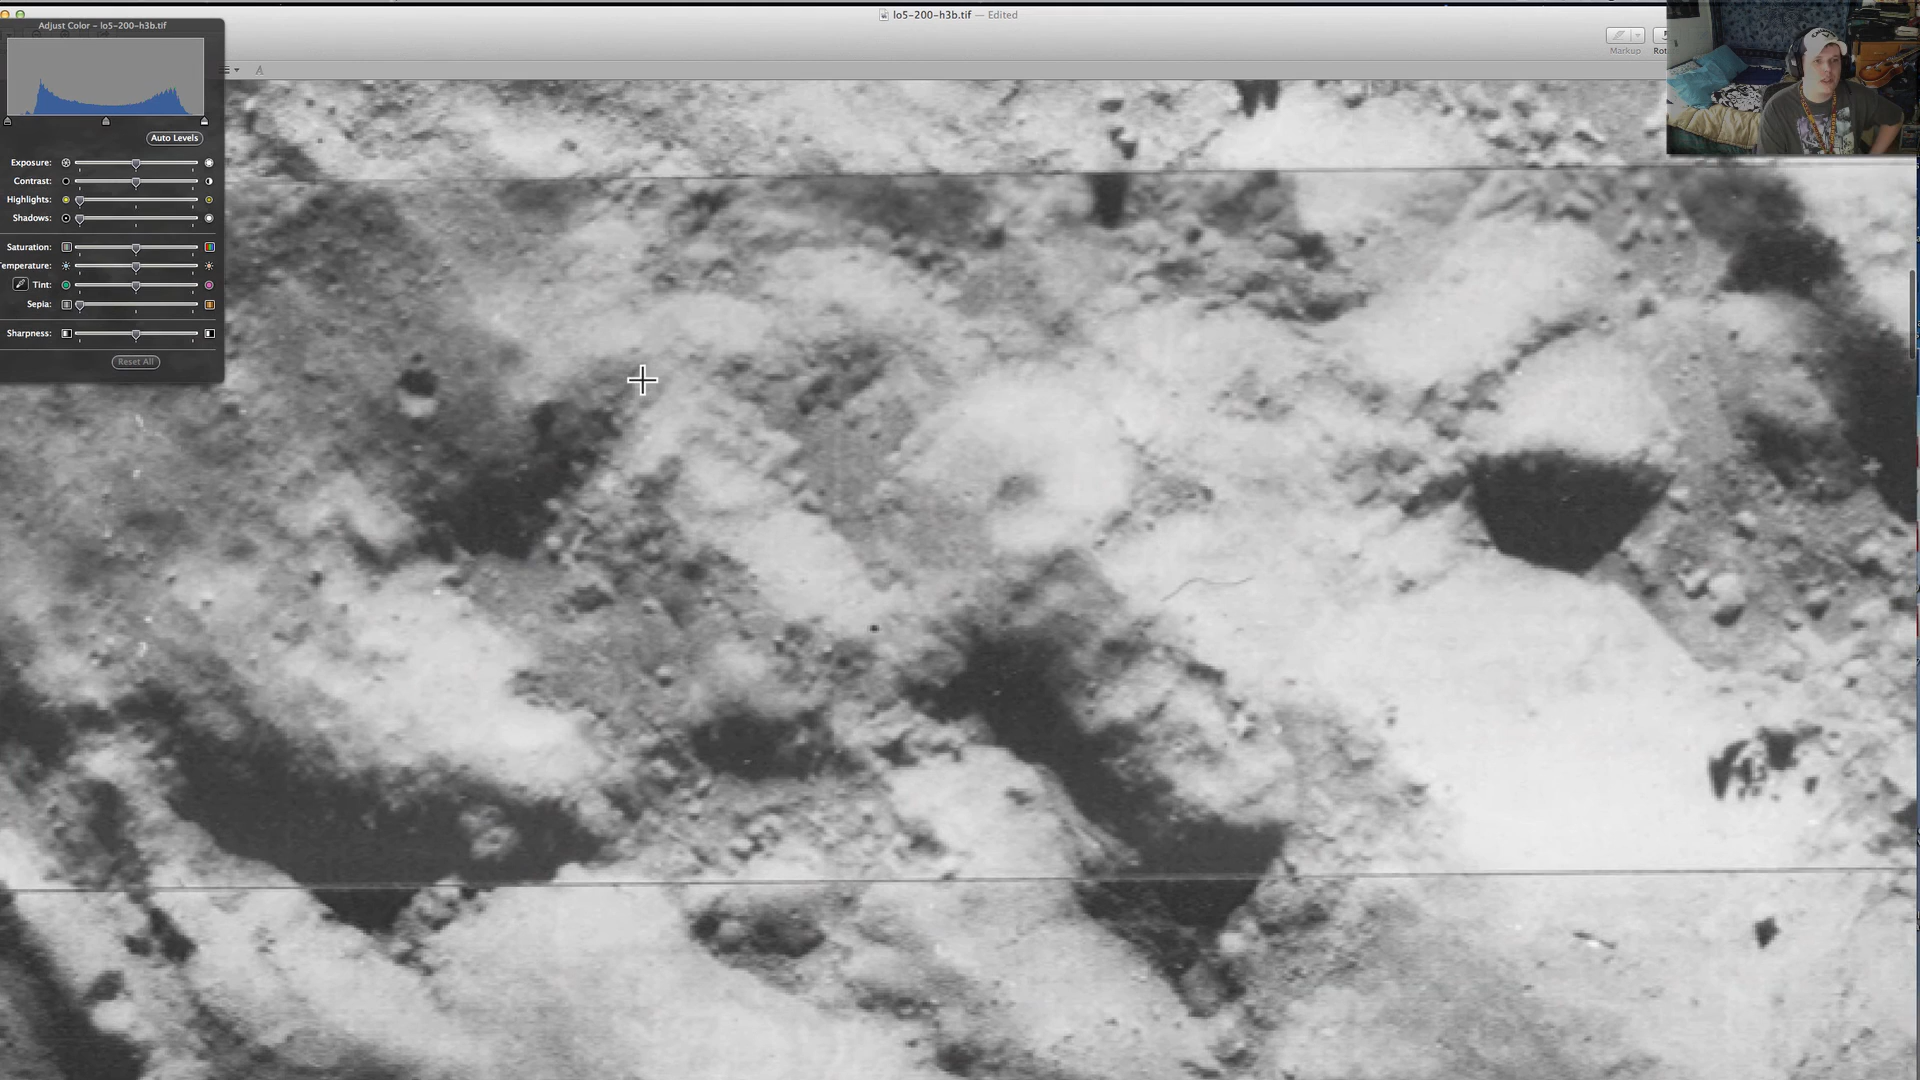 Adjust Color – lo5-200-h3b.tif
lo5-200-h3b.tif — Edited
Markup
Auto Levels
Exposure:
Contrast:
Highlights:
Shadows:
Saturation:
emperature:
Tint:
Sepia:
Sharpness:
Reset All